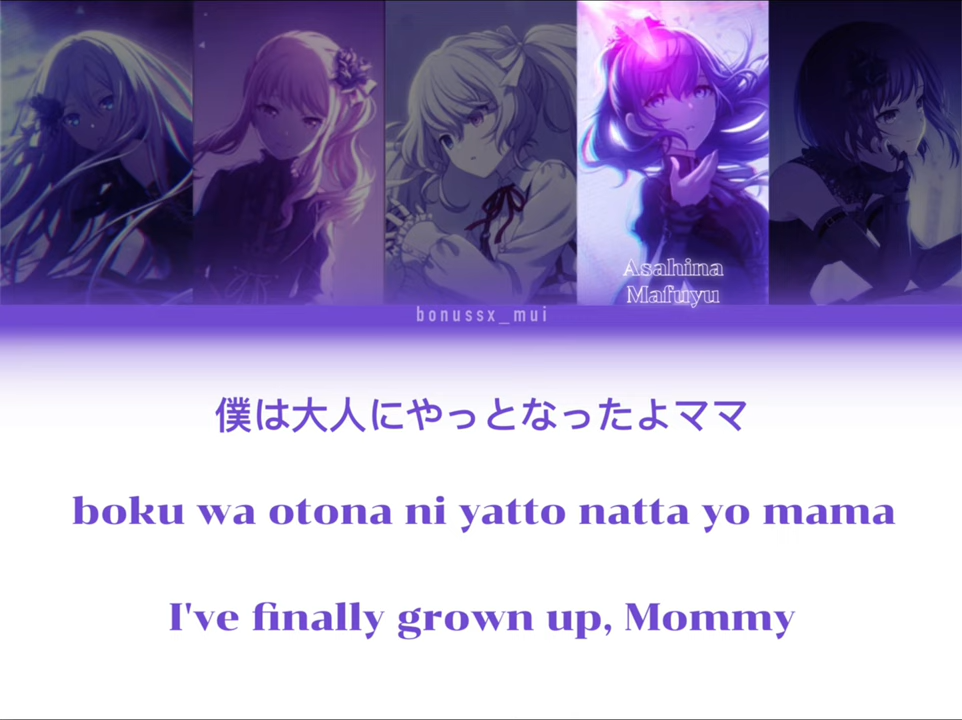 Asahina
Mafuyu
bonussx_mui
僕は大人にやっとなったよママ
boku wa otona ni yatto natta yo mama
I've finally grown up, Mommy